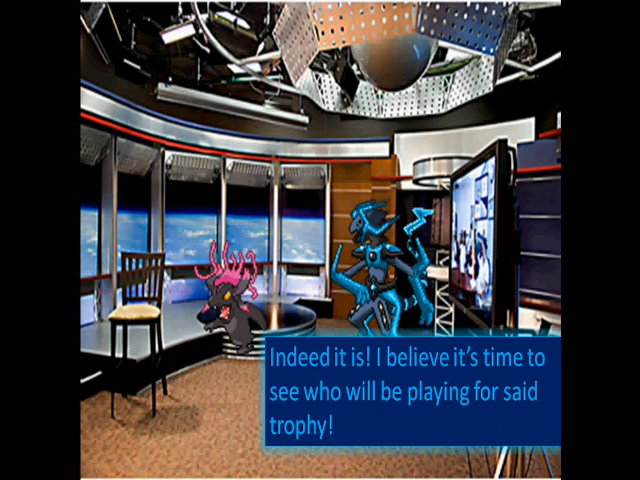 Indeed it is! I believe it's time to
see who will be playing for said
trophy!